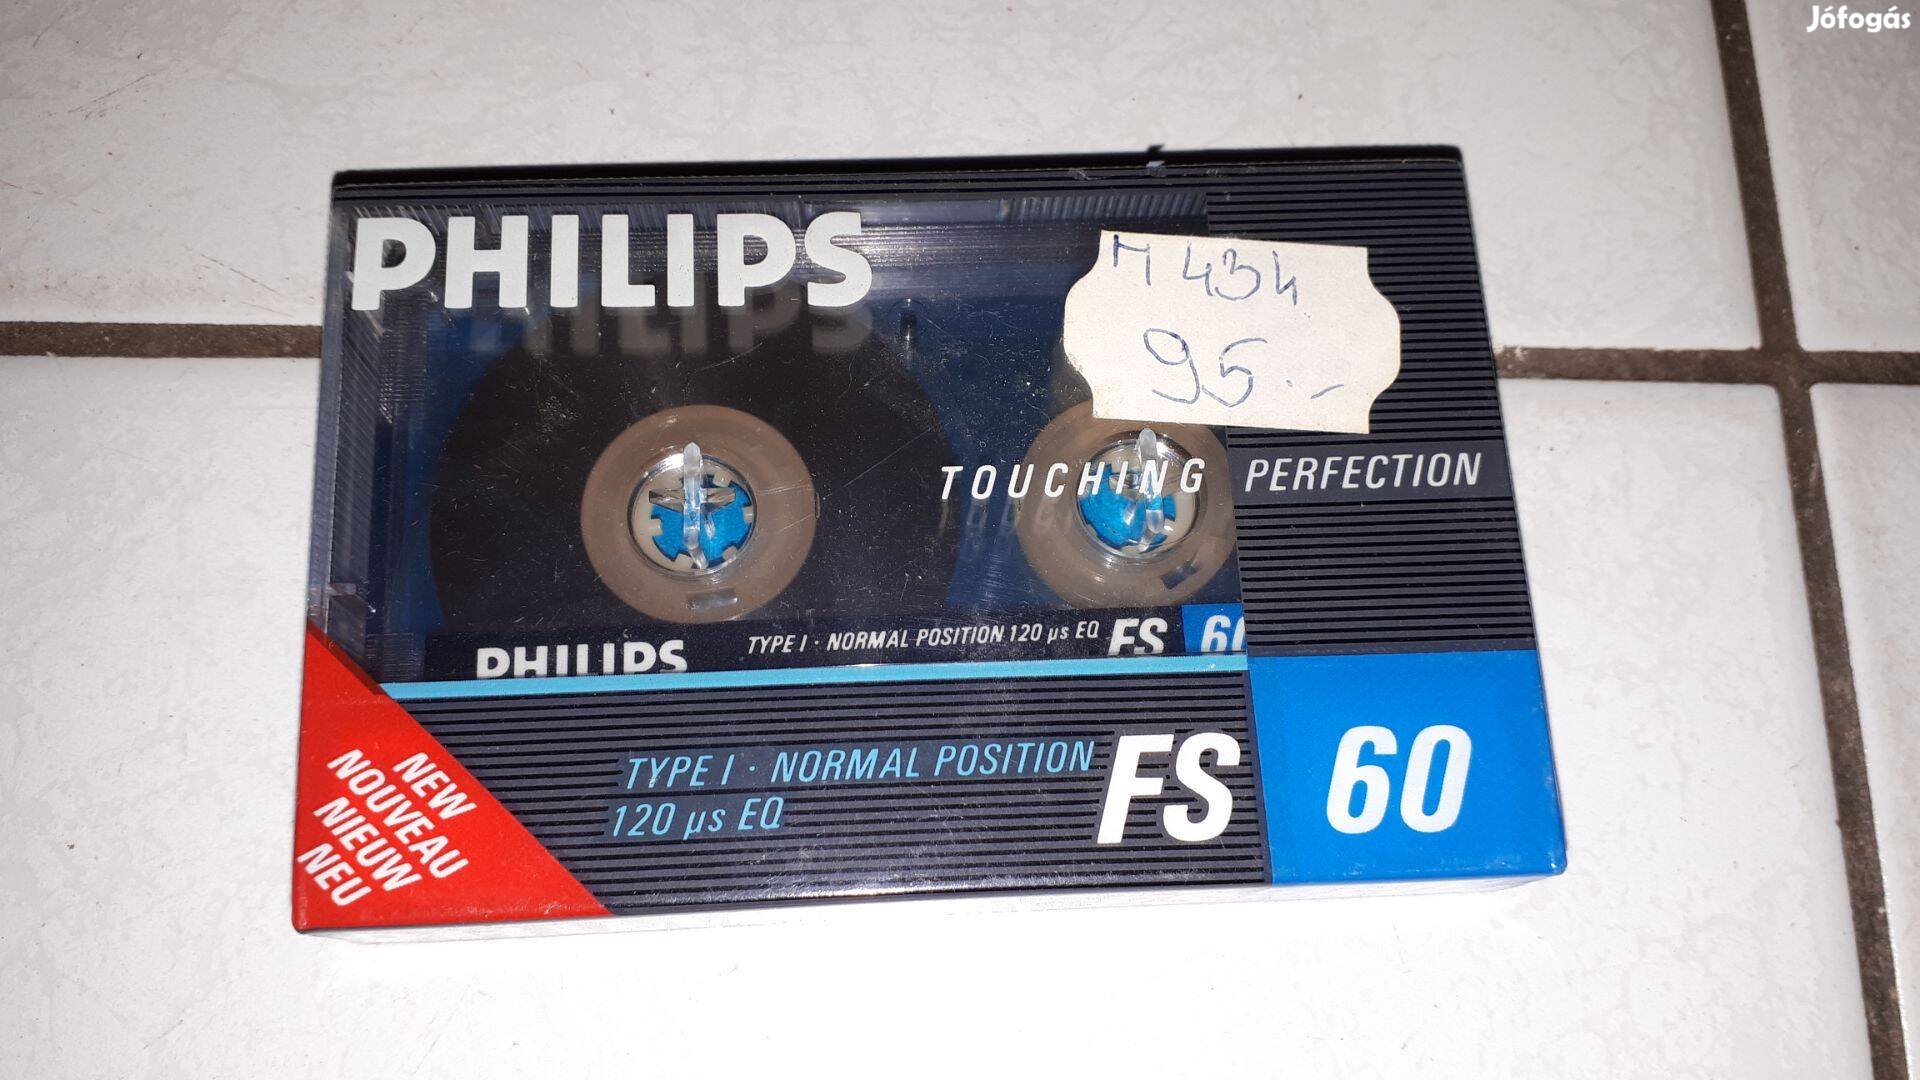 Jófogás
PHILIPS
M 434
95.-
TOUCHING PERFECTION
PHILIPS TYPE I · NORMAL POSITION 120 µs EQ FS 60
TYPE I · NORMAL POSITION
120 µs EQ
FS 60
NEW
NOUVEAU
NIEUW
NEU